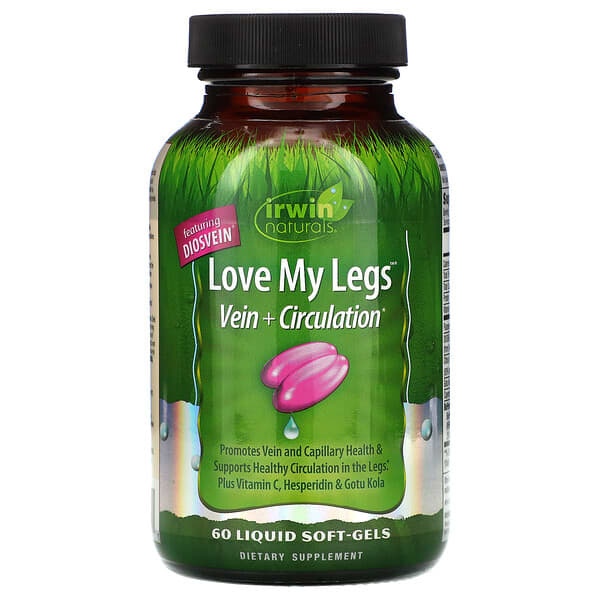 irwin
naturals®
featuring
DIOSVEIN®
Love My Legs™*
Vein + Circulation*
Promotes Vein and Capillary Health &
Supports Healthy Circulation in the Legs.*
Plus Vitamin C, Hesperidin & Gotu Kola
60 LIQUID SOFT-GELS
DIETARY SUPPLEMENT